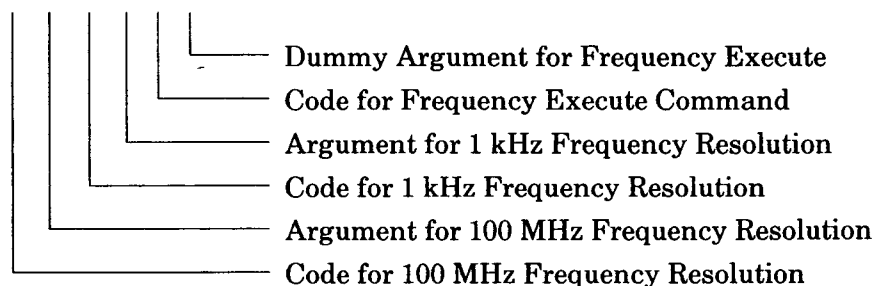 Dummy Argument for Frequency Execute
Code for Frequency Execute Command
Argument for 1 kHz Frequency Resolution
Code for 1 kHz Frequency Resolution
Argument for 100 MHz Frequency Resolution
Code for 100 MHz Frequency Resolution